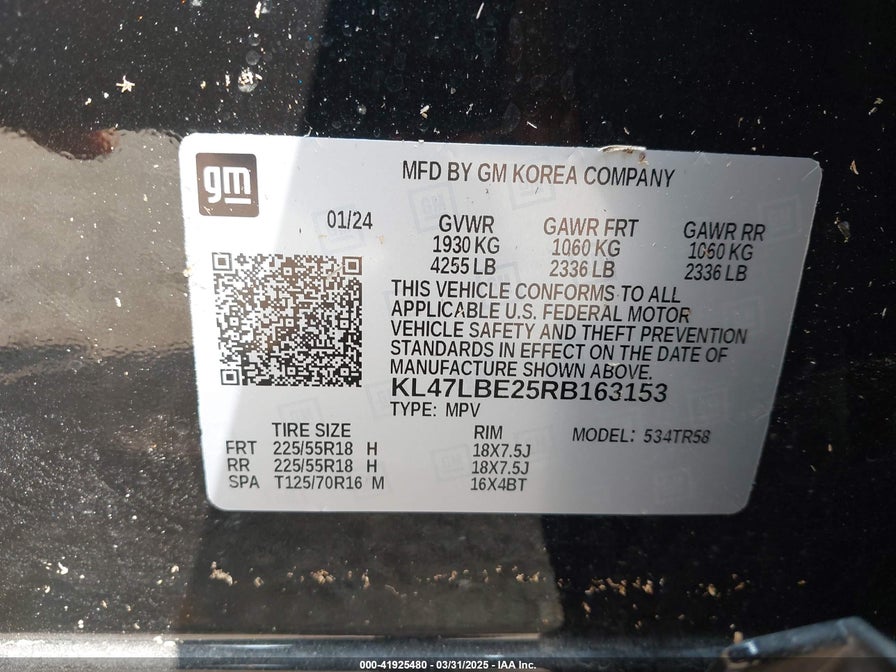 gm
MFD BY GM KOREA COMPANY
01/24
GVWR GAWR FRT GAWR RR
1930 KG 1060 KG 1060 KG
4255 LB 2336 LB 2336 LB
THIS VEHICLE CONFORMS TO ALL
APPLICABLE U.S. FEDERAL MOTOR
VEHICLE SAFETY AND THEFT PREVENTION
STANDARDS IN EFFECT ON THE DATE OF
MANUFACTURE SHOWN ABOVE.
KL47LBE25RB163153
TYPE: MPV
TIRE SIZE RIM MODEL: 534TR58
FRT 225/55R18 H 18X7.5J
RR 225/55R18 H 18X7.5J
SPA T125/70R16 M 16X4BT
000-41925480 - 03/31/2025 - IAA Inc.